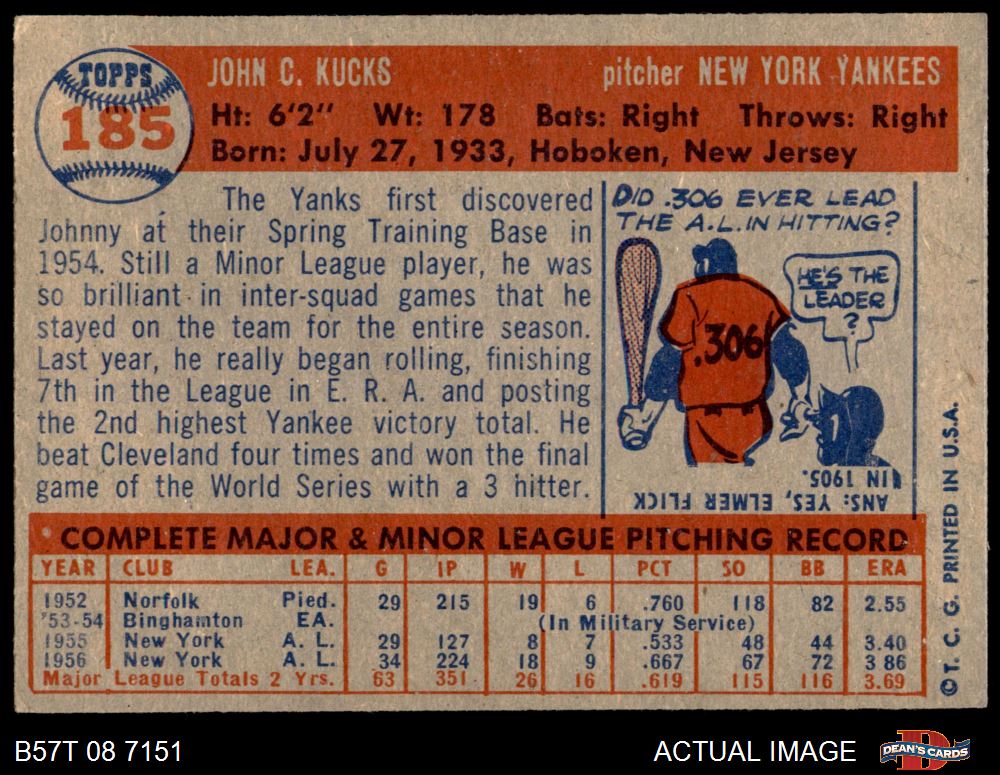 TOPPS
185
JOHN C. KUCKS pitcher NEW YORK YANKEES
Ht: 6'2" Wt: 178 Bats: Right Throws: Right
Born: July 27, 1933, Hoboken, New Jersey
The Yanks first discovered
Johnny at their Spring Training Base in
1954. Still a Minor League player, he was
so brilliant in inter-squad games that he
stayed on the team for the entire season.
Last year, he really began rolling, finishing
7th in the League in E. R. A. and posting
the 2nd highest Yankee victory total. He
beat Cleveland four times and won the final
game of the World Series with a 3 hitter.
DID .306 EVER LEAD
THE A.L. IN HITTING?
HE'S THE
LEADER
?
.306
ANS: YES, ELMER FLICK
IN 1905.
COMPLETE MAJOR & MINOR LEAGUE PITCHING RECORD
YEAR CLUB LEA. G IP W L PCT SO BB ERA
1952 Norfolk Pied. 29 215 19 6 .760 118 82 2.55
'53-54 Binghamton EA. (In Military Service)
1955 New York A. L. 29 127 8 7 .533 48 44 3.40
1956 New York A. L. 34 224 18 9 .667 67 72 3 86
Major League Totals 2 Yrs. 63 351 26 16 .619 115 116 3.69
© T. C. G. PRINTED IN U.S.A.
B57T 08 7151 ACTUAL IMAGE
D
DEAN'S CARDS